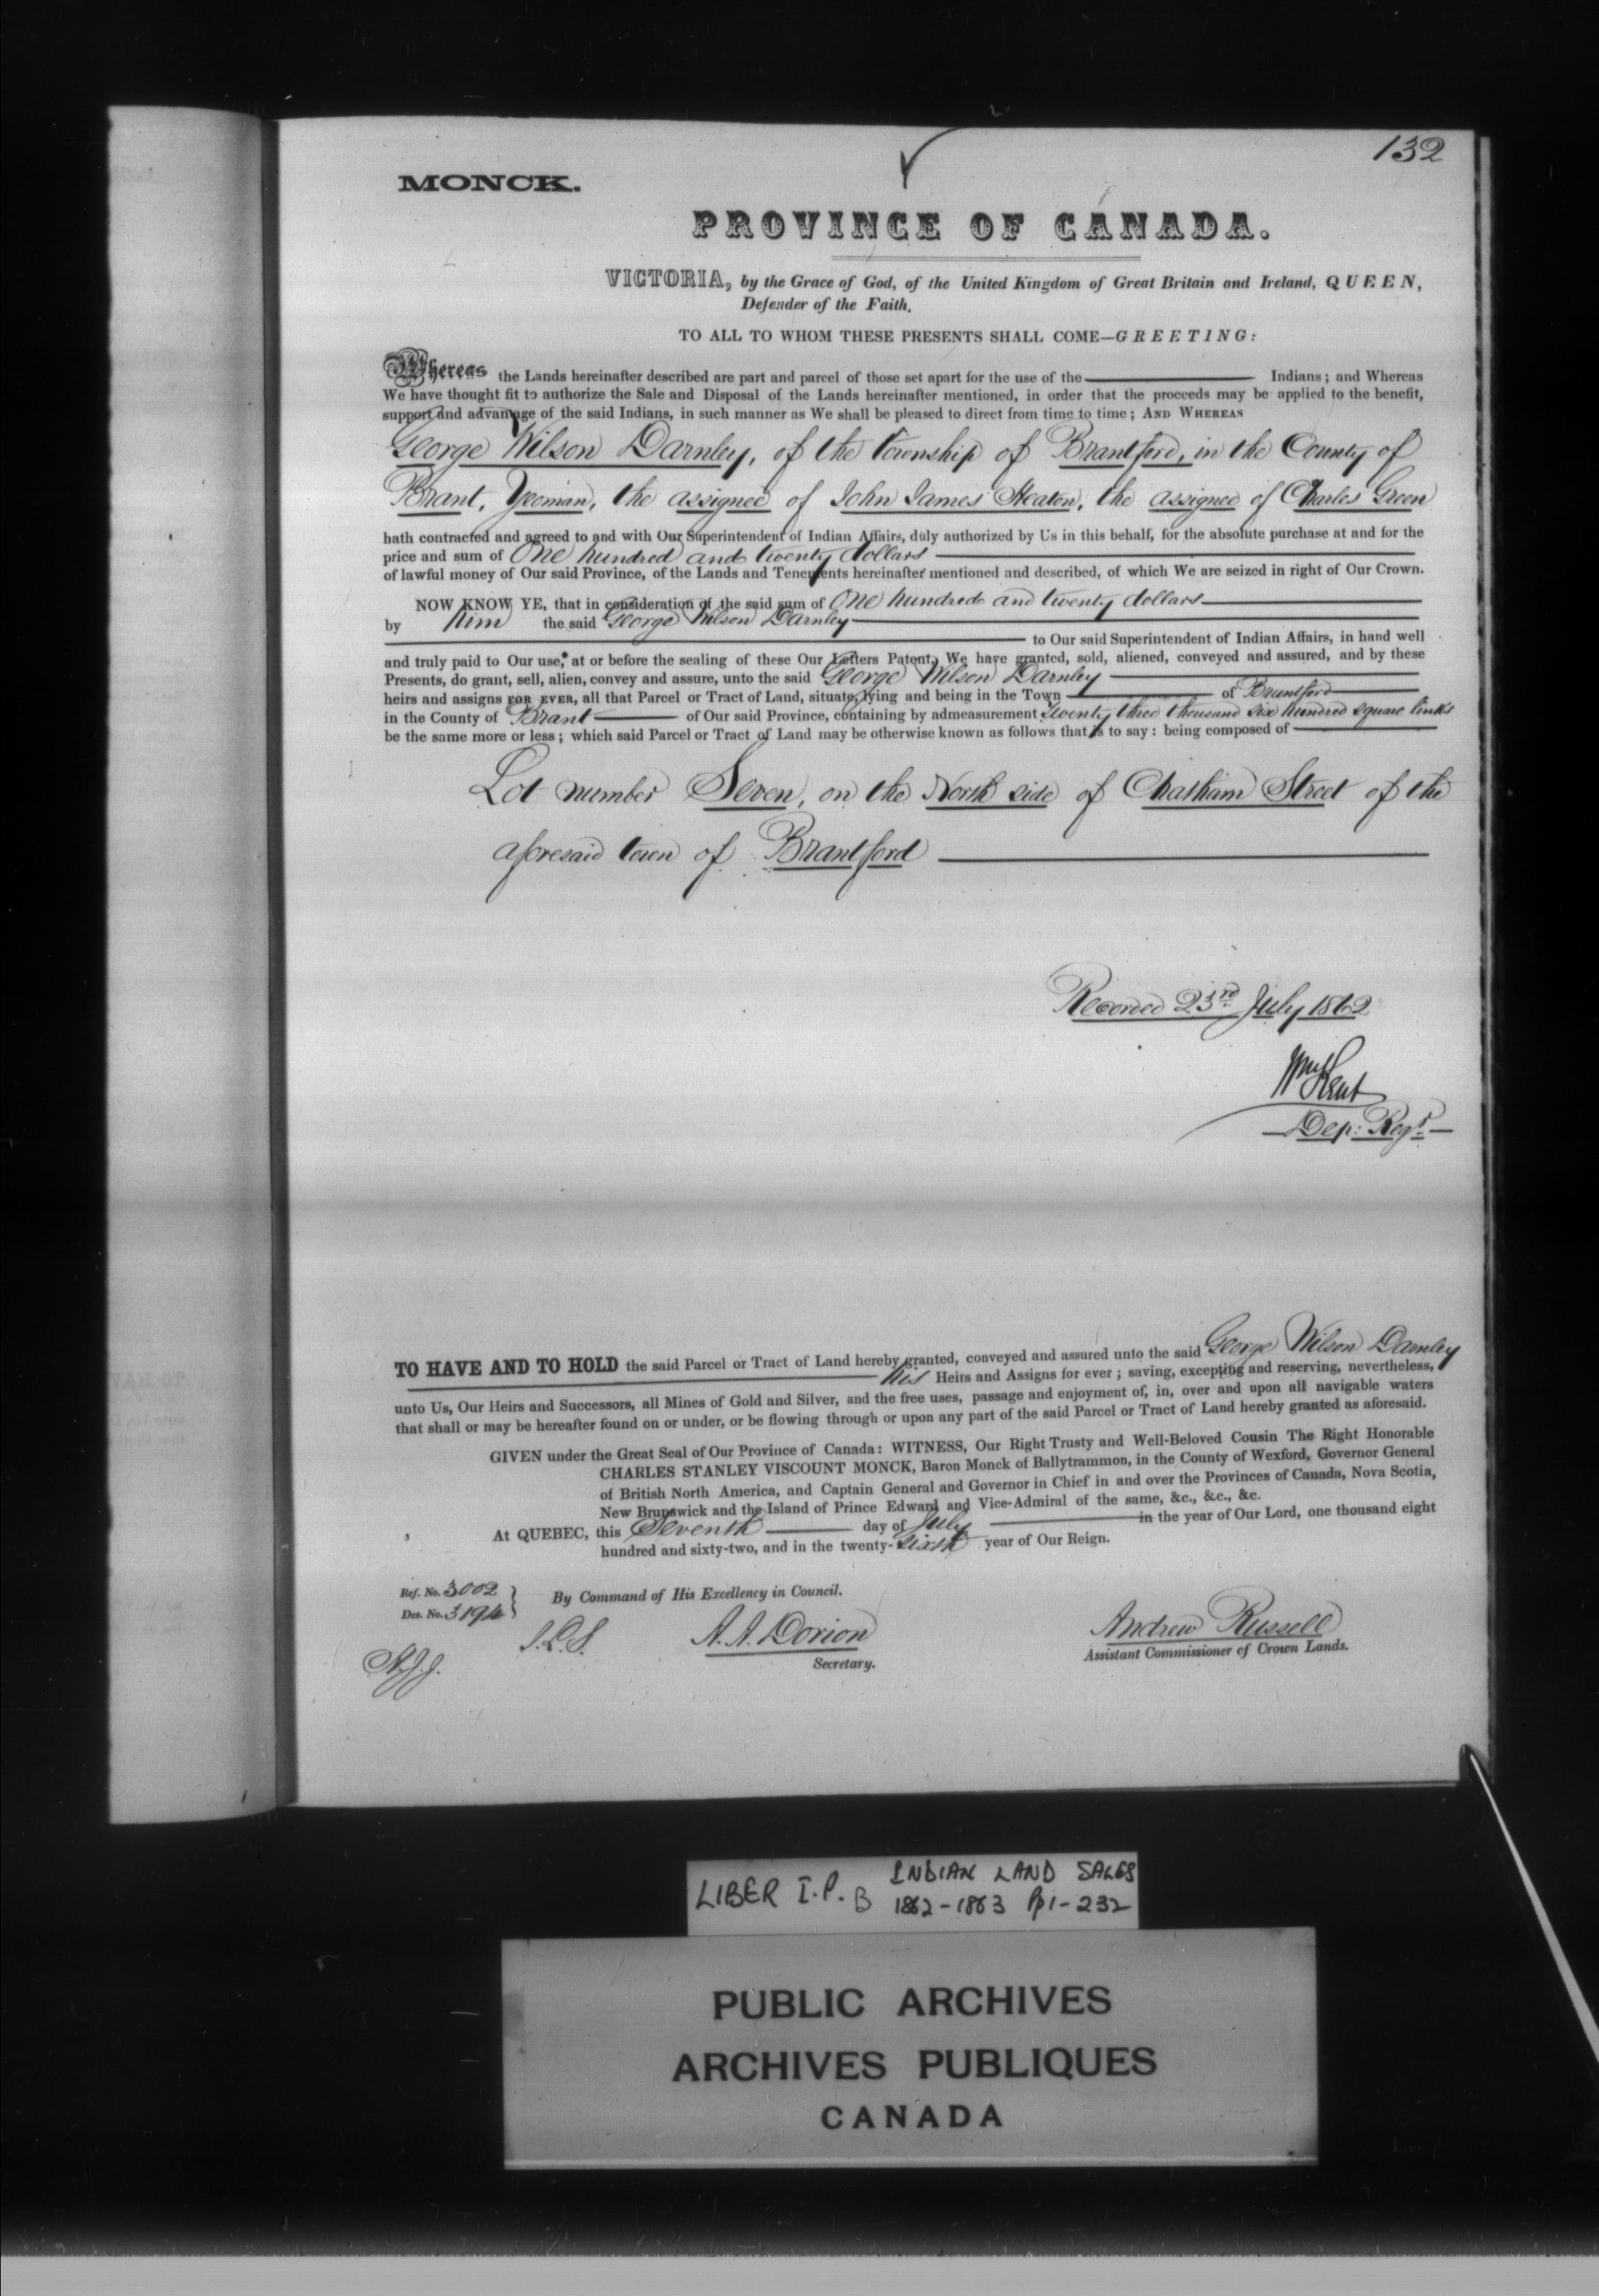 132
MONCK.
PROVINCE OF CANADA.
VICTORIA, by the Grace of God, of the United Kingdom of Great Britain and Ireland, QUEEN,
Defender of the Faith.
TO ALL TO WHOM THESE PRESENTS SHALL COME—GREETING:
Whereas the Lands hereinafter described are part and parcel of those set apart for the use of the Indians; and Whereas
We have thought fit to authorize the Sale and Disposal of the Lands hereinafter mentioned, in order that the proceeds may be applied to the benefit,
support and advantage of the said Indians, in such manner as We shall be pleased to direct from time to time; AND WHEREAS
George Wilson Darnley, of the Township of Brantford, in the County of
Brant, Yeoman, the assignee of John James Heaton, the assignee of Charles Green
hath contracted and agreed to and with Our Superintendent of Indian Affairs, duly authorized by Us in this behalf, for the absolute purchase at and for the
price and sum of One hundred and twenty dollars
of lawful money of Our said Province, of the Lands and Tenements hereinafter mentioned and described, of which We are seized in right of Our Crown.
NOW KNOW YE, that in consideration of the said sum of One hundred and twenty dollars
by him the said George Wilson Darnley
to Our said Superintendent of Indian Affairs, in hand well
and truly paid to Our use, at or before the sealing of these Our Letters Patent, We have granted, sold, aliened, conveyed and assured, and by these
Presents, do grant, sell, alien, convey and assure, unto the said George Wilson Darnley
heirs and assigns FOR EVER, all that Parcel or Tract of Land, situate, lying and being in the Town of Brantford
in the County of Brant of Our said Province, containing by admeasurement Twenty three thousand six hundred square links
be the same more or less; which said Parcel or Tract of Land may be otherwise known as follows that is to say: being composed of
Lot number Seven, on the North side of Chatham Street of the
aforesaid town of Brantford
Recorded 23rd July 1862
Wm Kent
Dep: Regr
TO HAVE AND TO HOLD the said Parcel or Tract of Land hereby granted, conveyed and assured unto the said George Wilson Darnley
his Heirs and Assigns for ever; saving, excepting and reserving, nevertheless,
unto Us, Our Heirs and Successors, all Mines of Gold and Silver, and the free uses, passage and enjoyment of, in, over and upon all navigable waters
that shall or may be hereafter found on or under, or be flowing through or upon any part of the said Parcel or Tract of Land hereby granted as aforesaid.
GIVEN under the Great Seal of Our Province of Canada: WITNESS, Our Right Trusty and Well-Beloved Cousin The Right Honorable
CHARLES STANLEY VISCOUNT MONCK, Baron Monck of Ballytrammon, in the County of Wexford, Governor General
of British North America, and Captain General and Governor in Chief in and over the Provinces of Canada, Nova Scotia,
New Brunswick and the Island of Prince Edward and Vice-Admiral of the same, &c., &c., &c.
At QUEBEC, this Seventh day of July in the year of Our Lord, one thousand eight
hundred and sixty-two, and in the twenty-sixth year of Our Reign.
Ref. No. 3002 By Command of His Excellency in Council.
Des. No. 3194
A. A. Dorion
Secretary.
Andrew Russell
Assistant Commissioner of Crown Lands.
LIBER I.P. B INDIAN LAND SALES
1862-1863 Pp 1-232
PUBLIC ARCHIVES
ARCHIVES PUBLIQUES
CANADA